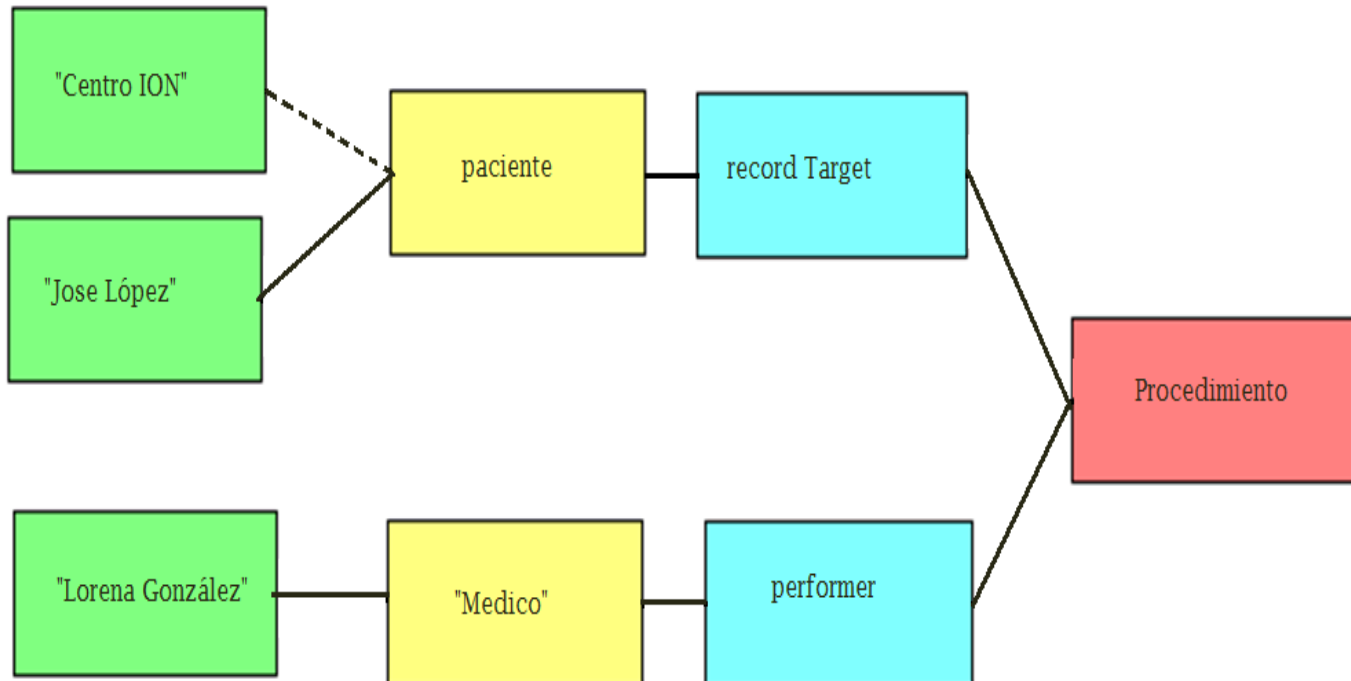 "Centro ION"
paciente
record Target
"Jose López"
Procedimiento
"Lorena González"
"Medico"
performer